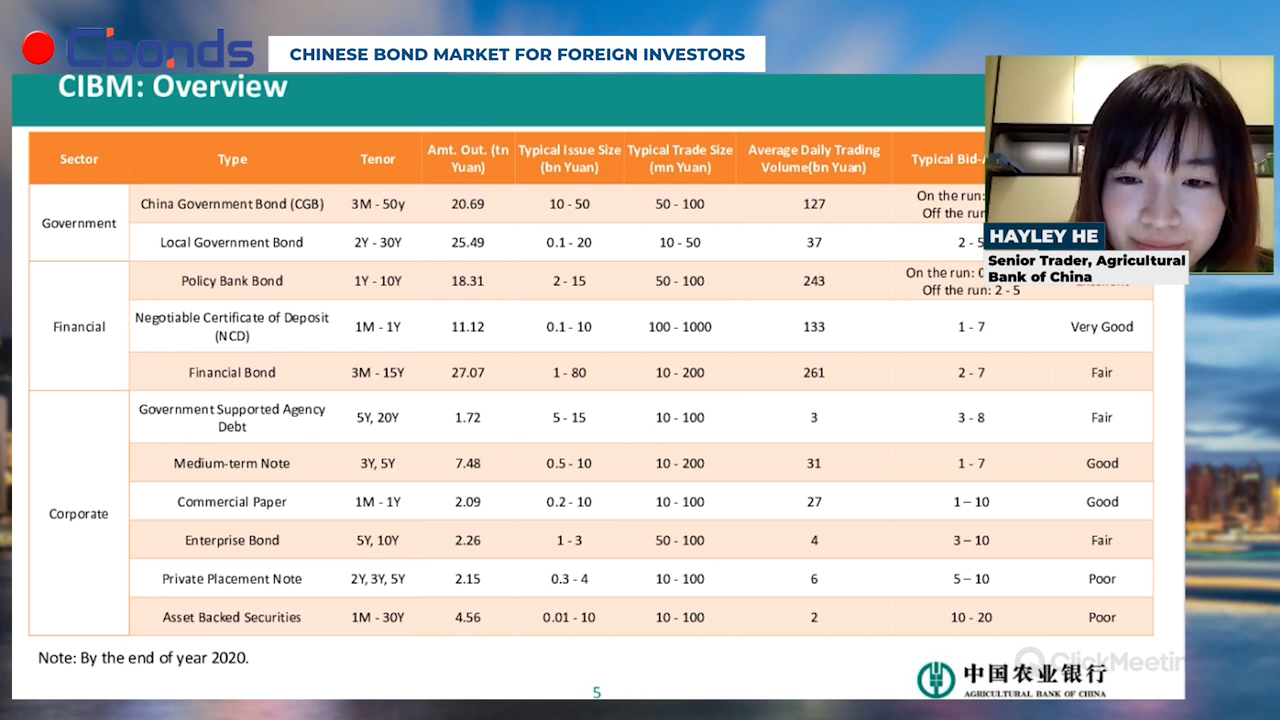 Cbonds
CHINESE BOND MARKET FOR FOREIGN INVESTORS
CIBM: Overview
Sector Type Tenor Amt. Out. (tn Yuan) Typical Issue Size (bn Yuan) Typical Trade Size (mn Yuan) Average Daily Trading Volume(bn Yuan) Typical
Government
China Government Bond (CGB) 3M - 50y 20.69 10 - 50 50 - 100 127 On the run: Off the run
Local Government Bond 2Y - 30Y 25.49 0.1 - 20 10 - 50 37 2 - 5
Financial
Policy Bank Bond 1Y - 10Y 18.31 2 - 15 50 - 100 243 On the run: Off the run: 2 - 5
Negotiable Certificate of Deposit (NCD) 1M - 1Y 11.12 0.1 - 10 100 - 1000 133 1 - 7 Very Good
Financial Bond 3M - 15Y 27.07 1 - 80 10 - 200 261 2 - 7 Fair
Corporate
Government Supported Agency Debt 5Y, 20Y 1.72 5 - 15 10 - 100 3 3 - 8 Fair
Medium-term Note 3Y, 5Y 7.48 0.5 - 10 10 - 200 31 1 - 7 Good
Commercial Paper 1M - 1Y 2.09 0.2 - 10 10 - 100 27 1 – 10 Good
Enterprise Bond 5Y, 10Y 2.26 1 - 3 50 - 100 4 3 – 10 Fair
Private Placement Note 2Y, 3Y, 5Y 2.15 0.3 - 4 10 - 100 6 5 – 10 Poor
Asset Backed Securities 1M - 30Y 4.56 0.01 - 10 10 - 100 2 10 - 20 Poor
Note: By the end of year 2020.
5
中国农业银行
AGRICULTURAL BANK OF CHINA
ClickMeetin
HAYLEY HE
Senior Trader, Agricultural
Bank of China